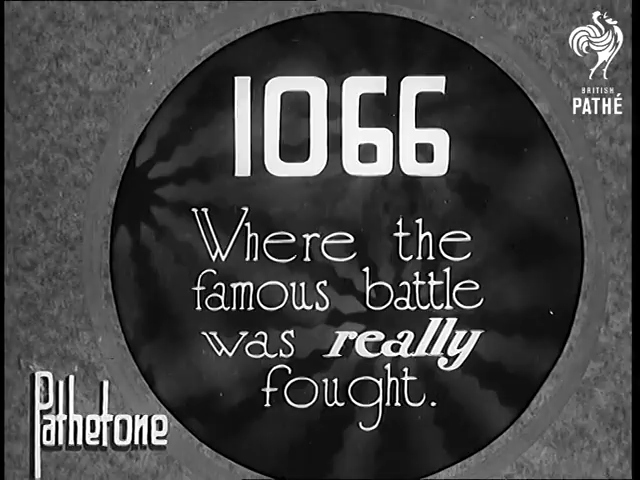 BRITISH
PATHÉ
1066
Where the
famous battle
was really
fought.
Pathetone